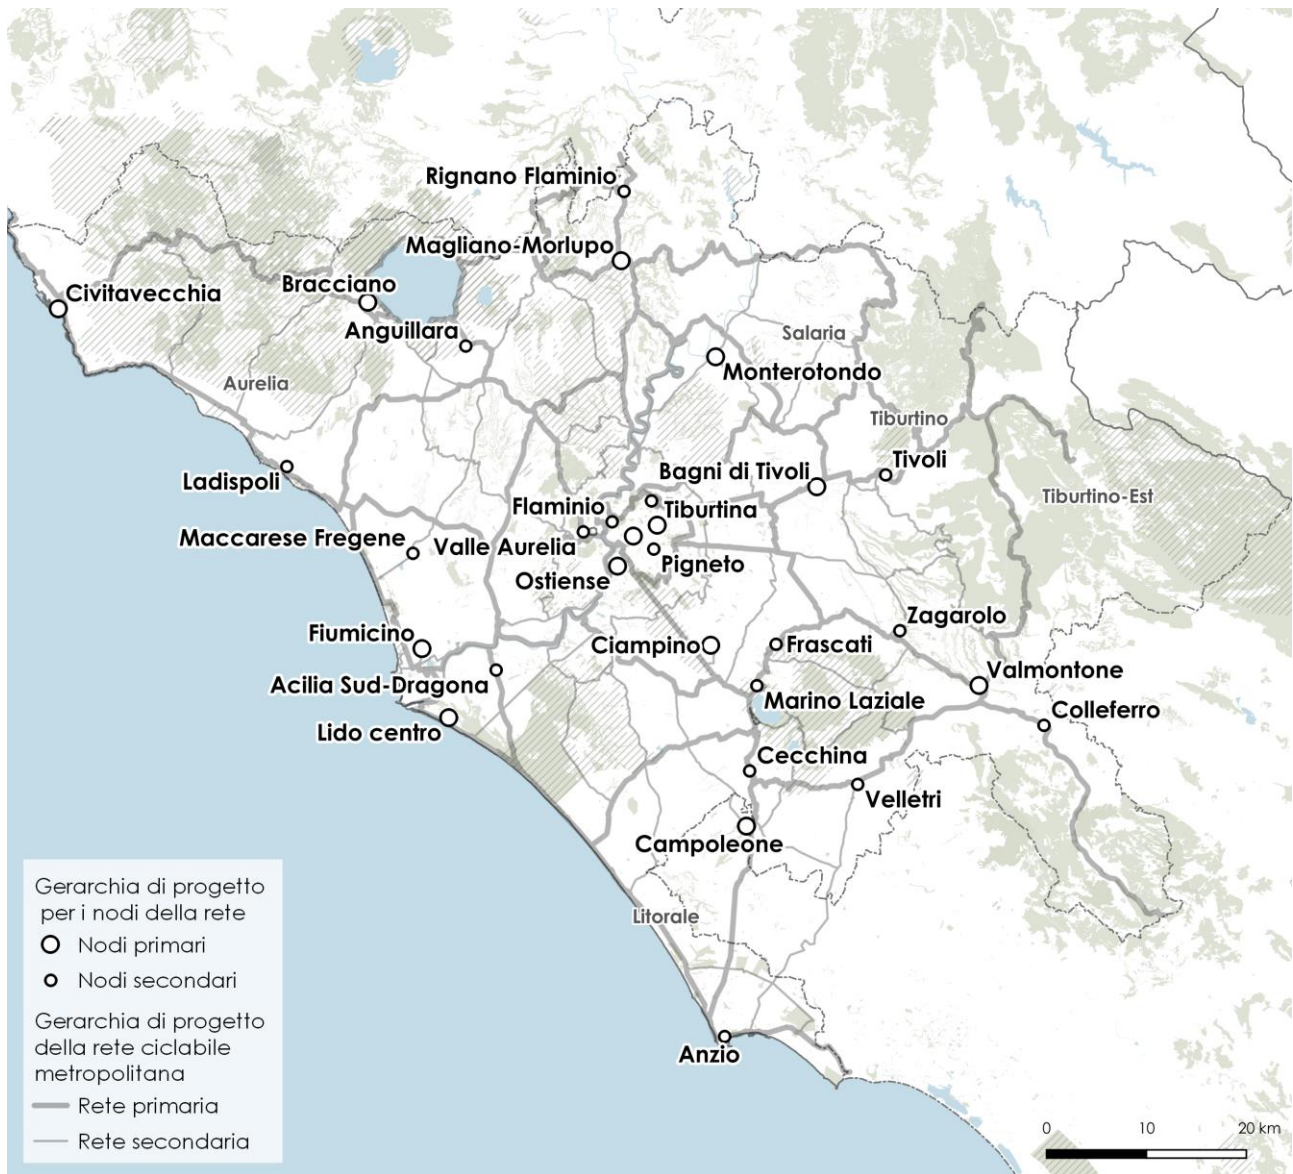 Rignano Flaminio
Magliano-Morlupo
Bracciano
Civitavecchia
Anguillara
Salaria
Monterotondo
Aurelia
Tiburtino
Tivoli
Bagni di Tivoli
Ladispoli
Tiburtino-Est
Flaminio
Tiburtina
Maccarese Fregene
Valle Aurelia
Pigneto
Ostiense
Zagarolo
Fiumicino
Ciampino
Frascati
Valmontone
Acilia Sud-Dragona
Marino Laziale
Colleferro
Lido centro
Cecchina
Velletri
Campoleone
Litorale
Anzio
Gerarchia di progetto
per i nodi della rete
Nodi primari
Nodi secondari
Gerarchia di progetto
della rete ciclabile
metropolitana
Rete primaria
Rete secondaria
0 10 20 km